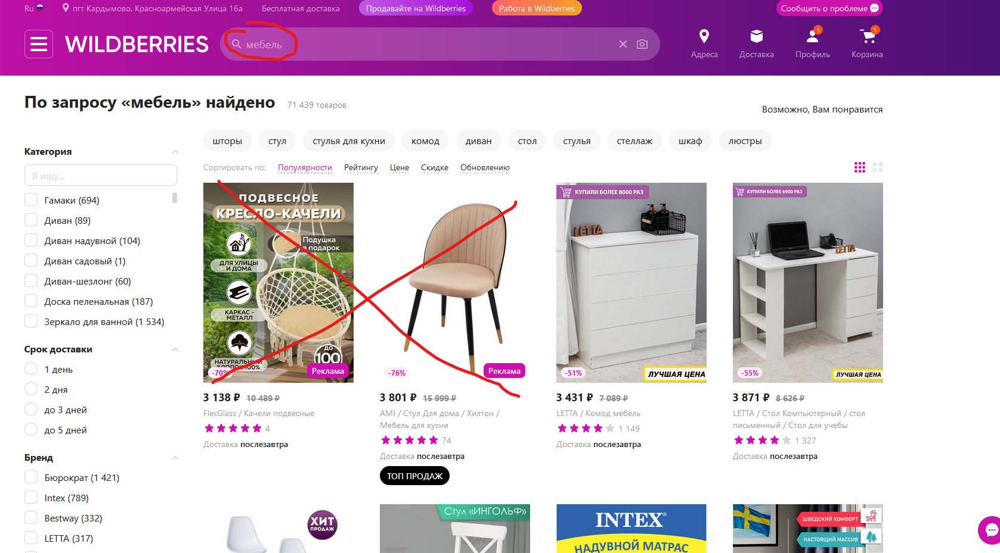 Ru
пгт Кардымово, Красноармейская Улица 16а
Бесплатная доставка
Продавайте на Wildberries
Работа в Wildberries
Сообщить о проблеме
WILDBERRIES
мебель
Адреса
Доставка
1
Профиль
1
Корзина
По запросу «мебель» найдено
71 439 товаров
Возможно, Вам понравится
шторы
стул
стулья для кухни
комод
диван
стол
стулья
стеллаж
шкаф
люстры
Сортировать по:
Популярности
Рейтингу
Цене
Скидке
Обновлению
Категория
Я ищу...
Гамаки (694)
Диван (89)
Диван надувной (104)
Диван садовый (1)
Диван-шезлонг (60)
Доска пеленальная (187)
Зеркало для ванной (1 534)
Срок доставки
1 день
2 дня
до 3 дней
до 5 дней
Бренд
Бюрократ (1 421)
Intex (789)
Bestway (332)
LETTA (317)
ПОДВЕСНОЕ
КРЕСЛО-КАЧЕЛИ
Подушка
в подарок
ДЛЯ УЛИЦЫ
И ДОМА
КАРКАС -
МЕТАЛЛ
НАТУРАЛЬНЫЙ
ХЛОПОК 100%
ДО
100
-70%
Реклама
3 138 ₽ 10 489 ₽
FlexGlass / Качели подвесные
4
Доставка послезавтра
-76%
Реклама
3 801 ₽ 15 999 ₽
AMI / Стул Для дома / Хилтон /
Мебель для кухни
74
Доставка послезавтра
ТОП ПРОДАЖ
КУПИЛИ БОЛЕЕ 8000 РАЗ
LETTA
-51%
ЛУЧШАЯ ЦЕНА
3 431 ₽ 7 089 ₽
LETTA / Комод мебель
1 149
Доставка послезавтра
КУПИЛИ БОЛЕЕ 6900 РАЗ
LETTA
-55%
ЛУЧШАЯ ЦЕНА
3 871 ₽ 8 626 ₽
LETTA / Стол Компьютерный / стол
письменный / Стол для учебы
1 327
Доставка послезавтра
ХИТ
ПРОДАЖ
Стул «ИНГОЛЬФ»
INTEX®
НАДУВНОЙ МАТРАС
ШВЕДСКИЙ КОМФОРТ
НАСТОЯЩИЙ МАССИВ